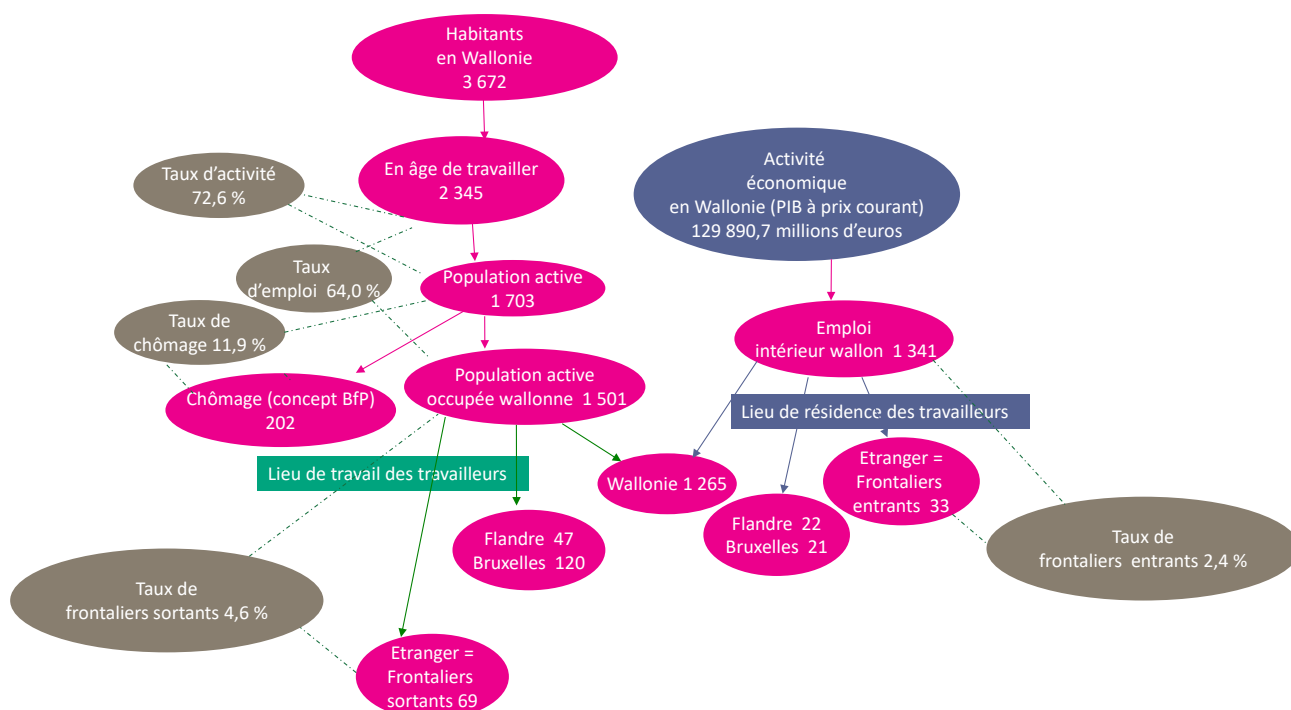 Habitants
en Wallonie
3 672
En âge de travailler
2 345
Taux d’activité
72,6 %
Activité
économique
en Wallonie (PIB à prix courant)
129 890,7 millions d’euros
Taux
d’emploi 64,0 %
Population active
1 703
Taux de
chômage 11,9 %
Emploi
intérieur wallon 1 341
Chômage (concept BfP)
202
Population active
occupée wallonne 1 501
Lieu de résidence des travailleurs
Lieu de travail des travailleurs
Wallonie 1 265
Etranger =
Frontaliers
entrants 33
Flandre 22
Bruxelles 21
Flandre 47
Bruxelles 120
Taux de
frontaliers entrants 2,4 %
Taux de
frontaliers sortants 4,6 %
Etranger =
Frontaliers
sortants 69